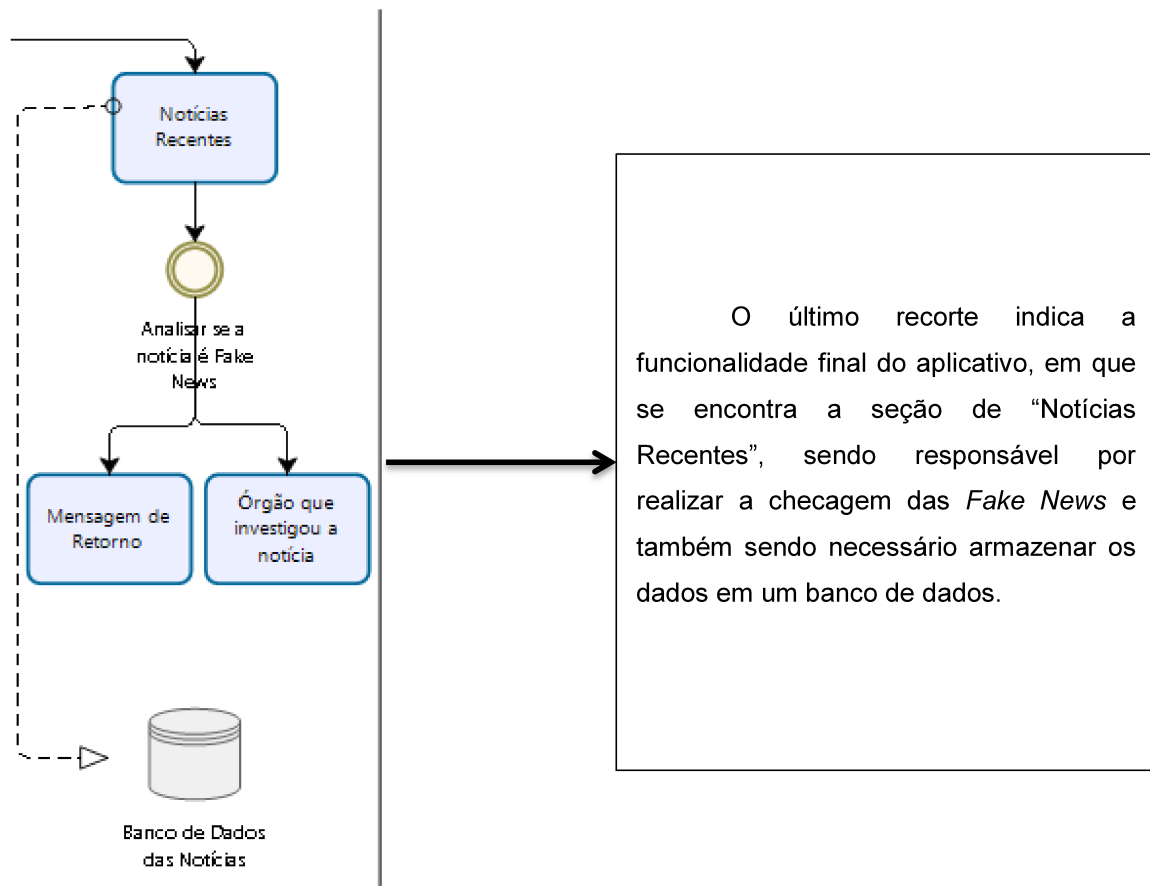 Notícias
Recentes
Analisar se a
notícia é Fake
News
Mensagem de
Retorno
Órgão que
investigou a
notícia
Banco de Dados
das Notícias
O último recorte indica a
funcionalidade final do aplicativo, em que
se encontra a seção de “Notícias
Recentes”, sendo responsável por
realizar a checagem das Fake News e
também sendo necessário armazenar os
dados em um banco de dados.